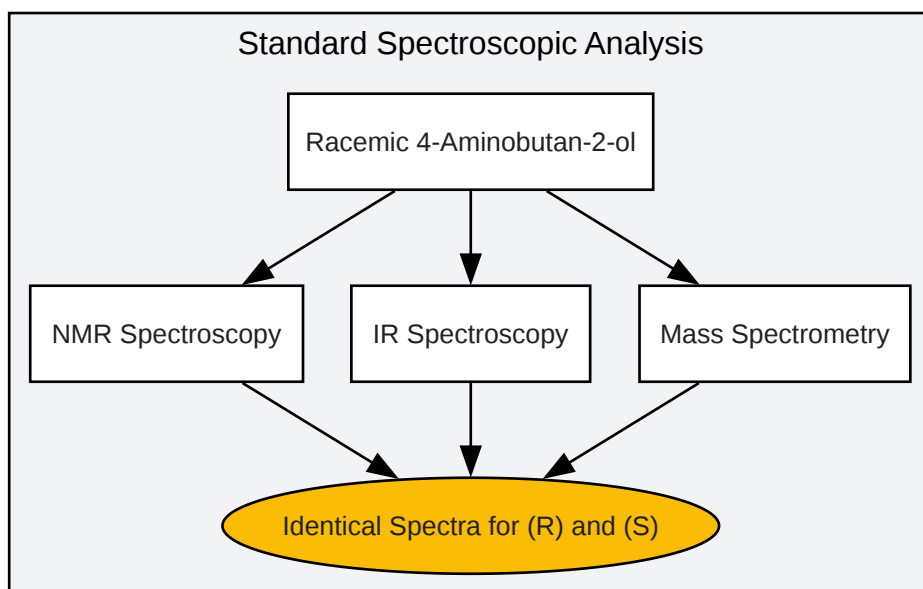 Standard Spectroscopic Analysis
Racemic 4-Aminobutan-2-ol
NMR Spectroscopy
IR Spectroscopy
Mass Spectrometry
Identical Spectra for (R) and (S)